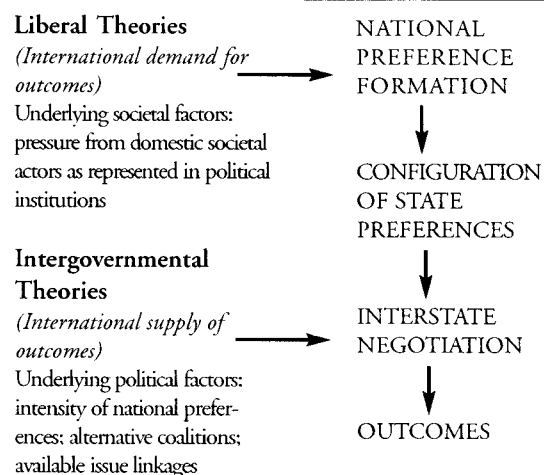 Liberal Theories
(International demand for
outcomes)
Underlying societal factors:
pressure from domestic societal
actors as represented in political
institutions
Intergovernmental
Theories
(International supply of
outcomes)
Underlying political factors:
intensity of national prefer-
ences; alternative coalitions;
available issue linkages
NATIONAL
PREFERENCE
FORMATION
CONFIGURATION
OF STATE
PREFERENCES
INTERSTATE
NEGOTIATION
OUTCOMES